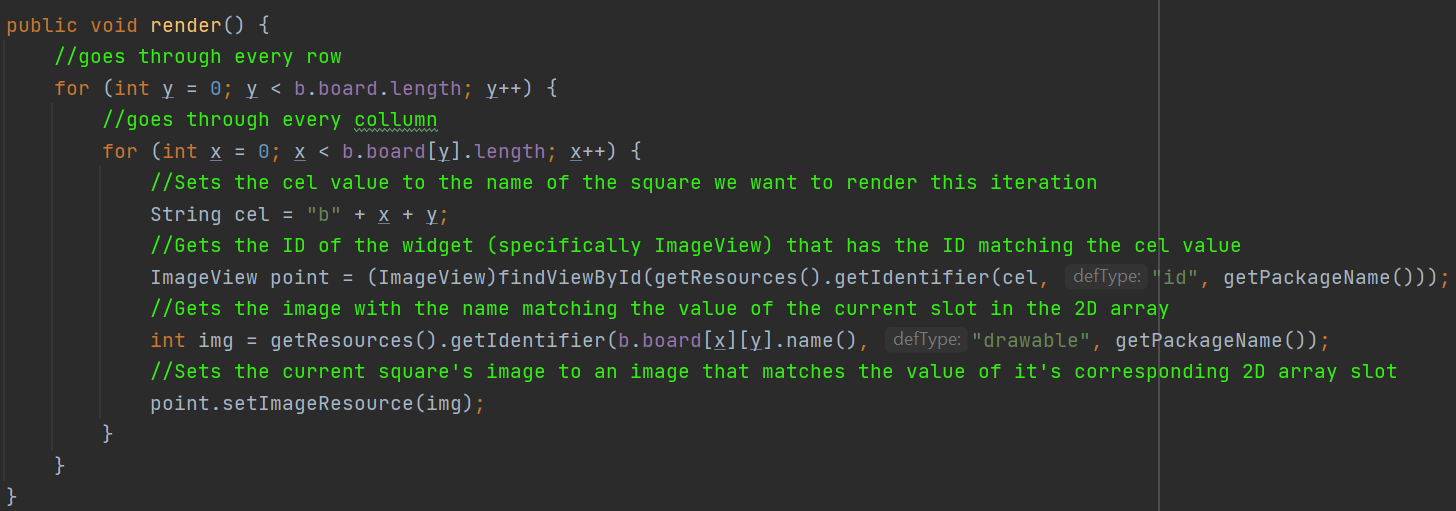 public void render() {
//goes through every row
for (int y = 0; y < b.board.length; y++) {
//goes through every collumn
for (int x = 0; x < b.board[y].length; x++) {
//Sets the cel value to the name of the square we want to render this iteration
String cel = "b" + x + y;
//Gets the ID of the widget (specifically ImageView) that has the ID matching the cel value
ImageView point = (ImageView)findViewById(getResources().getIdentifier(cel, defType: "id", getPackageName()));
//Gets the image with the name matching the value of the current slot in the 2D array
int img = getResources().getIdentifier(b.board[x][y].name(), defType: "drawable", getPackageName());
//Sets the current square's image to an image that matches the value of it's corresponding 2D array slot
point.setImageResource(img);
}
}
}